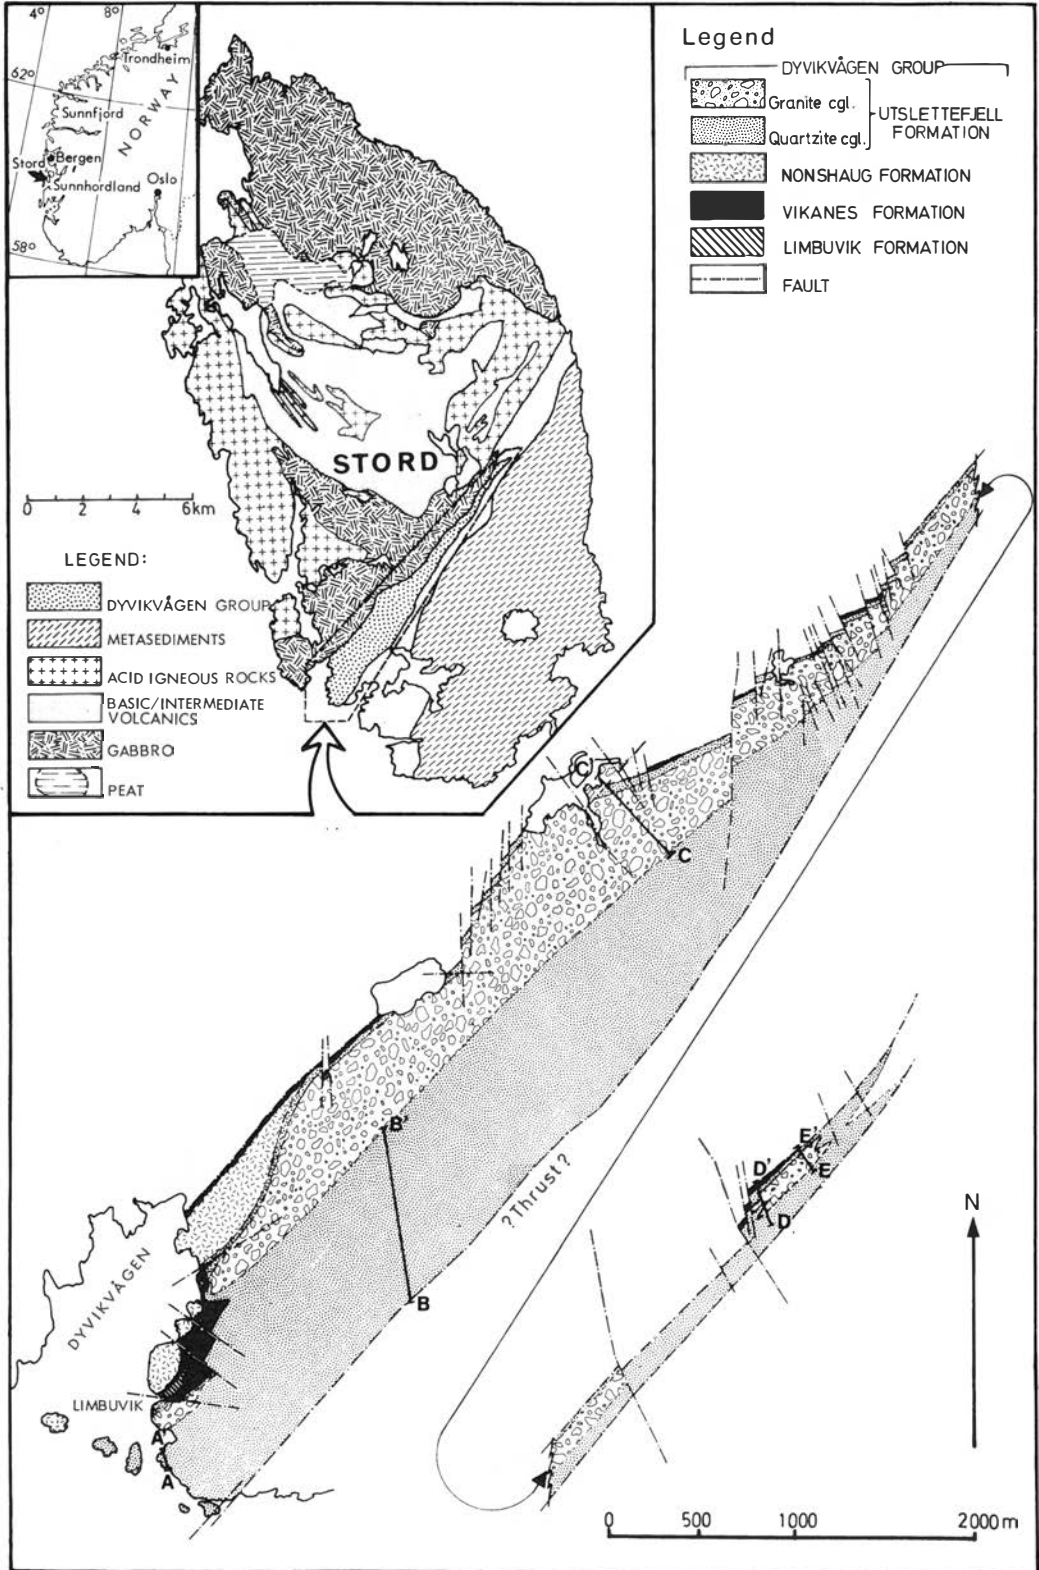 4°
8°
Trondheim
62°
NORWAY
Sunnfjord
Stord
Bergen
Sunnhordland
Oslo
58°
STORD
0 2 4 6km
LEGEND:
DYVIKVÅGEN GROUP
METASEDIMENTS
ACID IGNEOUS ROCKS
BASIC/INTERMEDIATE
VOLCANICS
GABBRO
PEAT
Legend
DYVIKVÅGEN GROUP
Granite cgl.
Quartzite cgl.
UTSLETTEFJELL
FORMATION
NONSHAUG FORMATION
VIKANES FORMATION
LIMBUVIK FORMATION
FAULT
C'
C
B'
B
?Thrust?
E'
E
D'
D
N
DYVIKVÅGEN
LIMBUVIK
A'
A
0 500 1000 2000 m